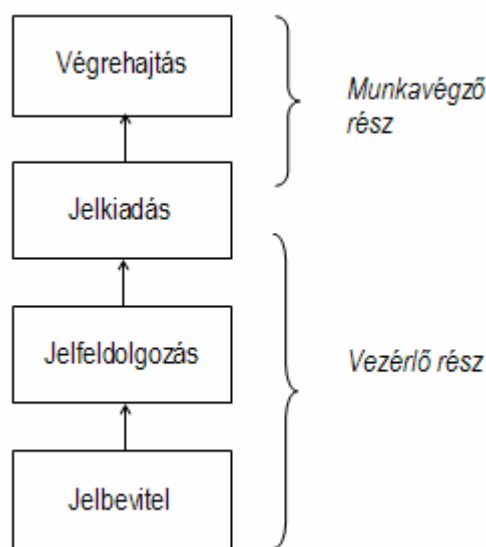 Végrehajtás
Munkavégző
rész
Jelkiadás
Jelfeldolgozás
Vezérlő rész
Jelbevitel